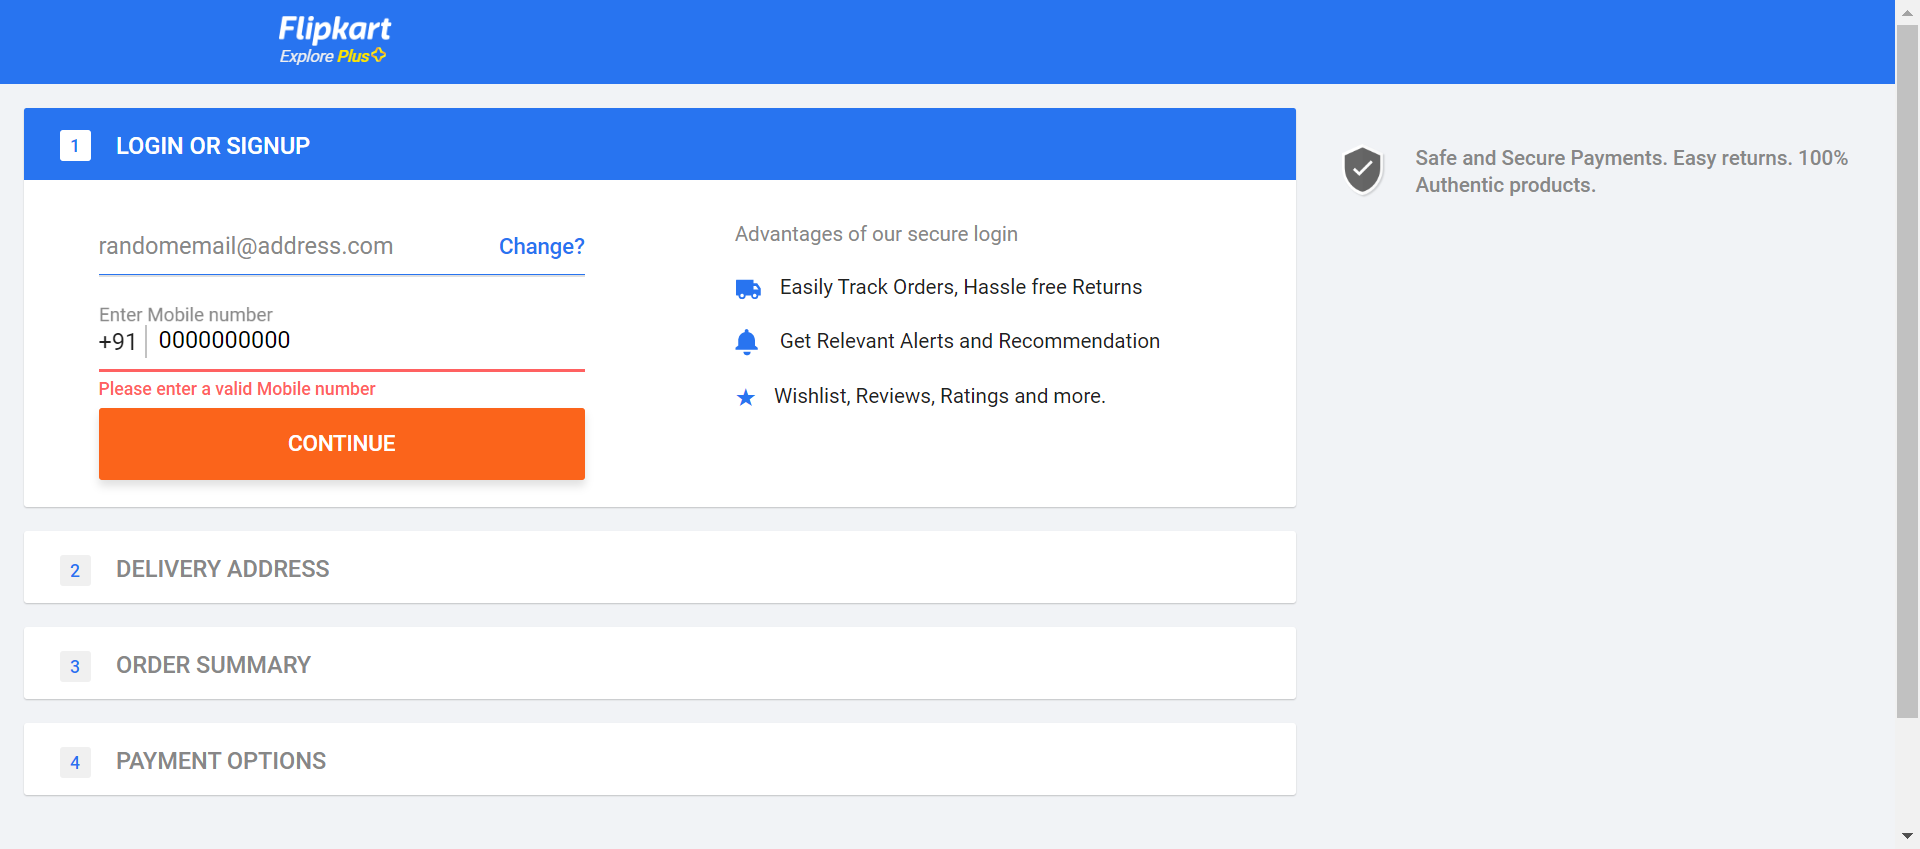 Flipkart
Explore Plus
1 LOGIN OR SIGNUP
randomemail@address.com Change?
Enter Mobile number
+91 0000000000
Please enter a valid Mobile number
CONTINUE
Advantages of our secure login
Easily Track Orders, Hassle free Returns
Get Relevant Alerts and Recommendation
Wishlist, Reviews, Ratings and more.
Safe and Secure Payments. Easy returns. 100%
Authentic products.
2 DELIVERY ADDRESS
3 ORDER SUMMARY
4 PAYMENT OPTIONS